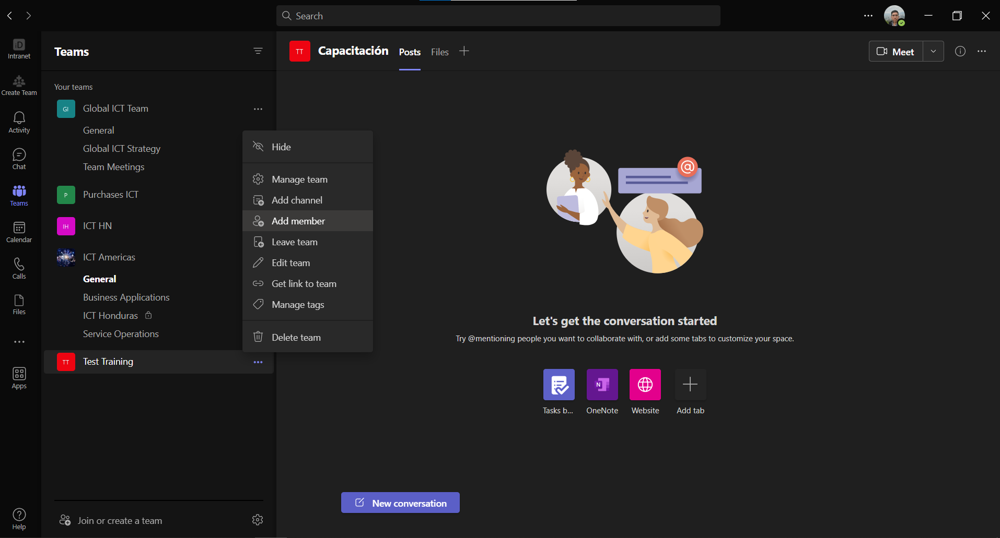 Search
Intranet
Create Team
Activity
Chat
Teams
Calendar
Calls
Files
Apps
Help
Teams
Your teams
GI Global ICT Team
General
Global ICT Strategy
Team Meetings
P Purchases ICT
IH ICT HN
ICT Americas
General
Business Applications
ICT Honduras
Service Operations
TT Test Training
Join or create a team
Hide
Manage team
Add channel
Add member
Leave team
Edit team
Get link to team
Manage tags
Delete team
TT Capacitación Posts Files
Meet
@
Let's get the conversation started
Try @mentioning people you want to collaborate with, or add some tabs to customize your space.
N
Tasks b... OneNote Website Add tab
New conversation